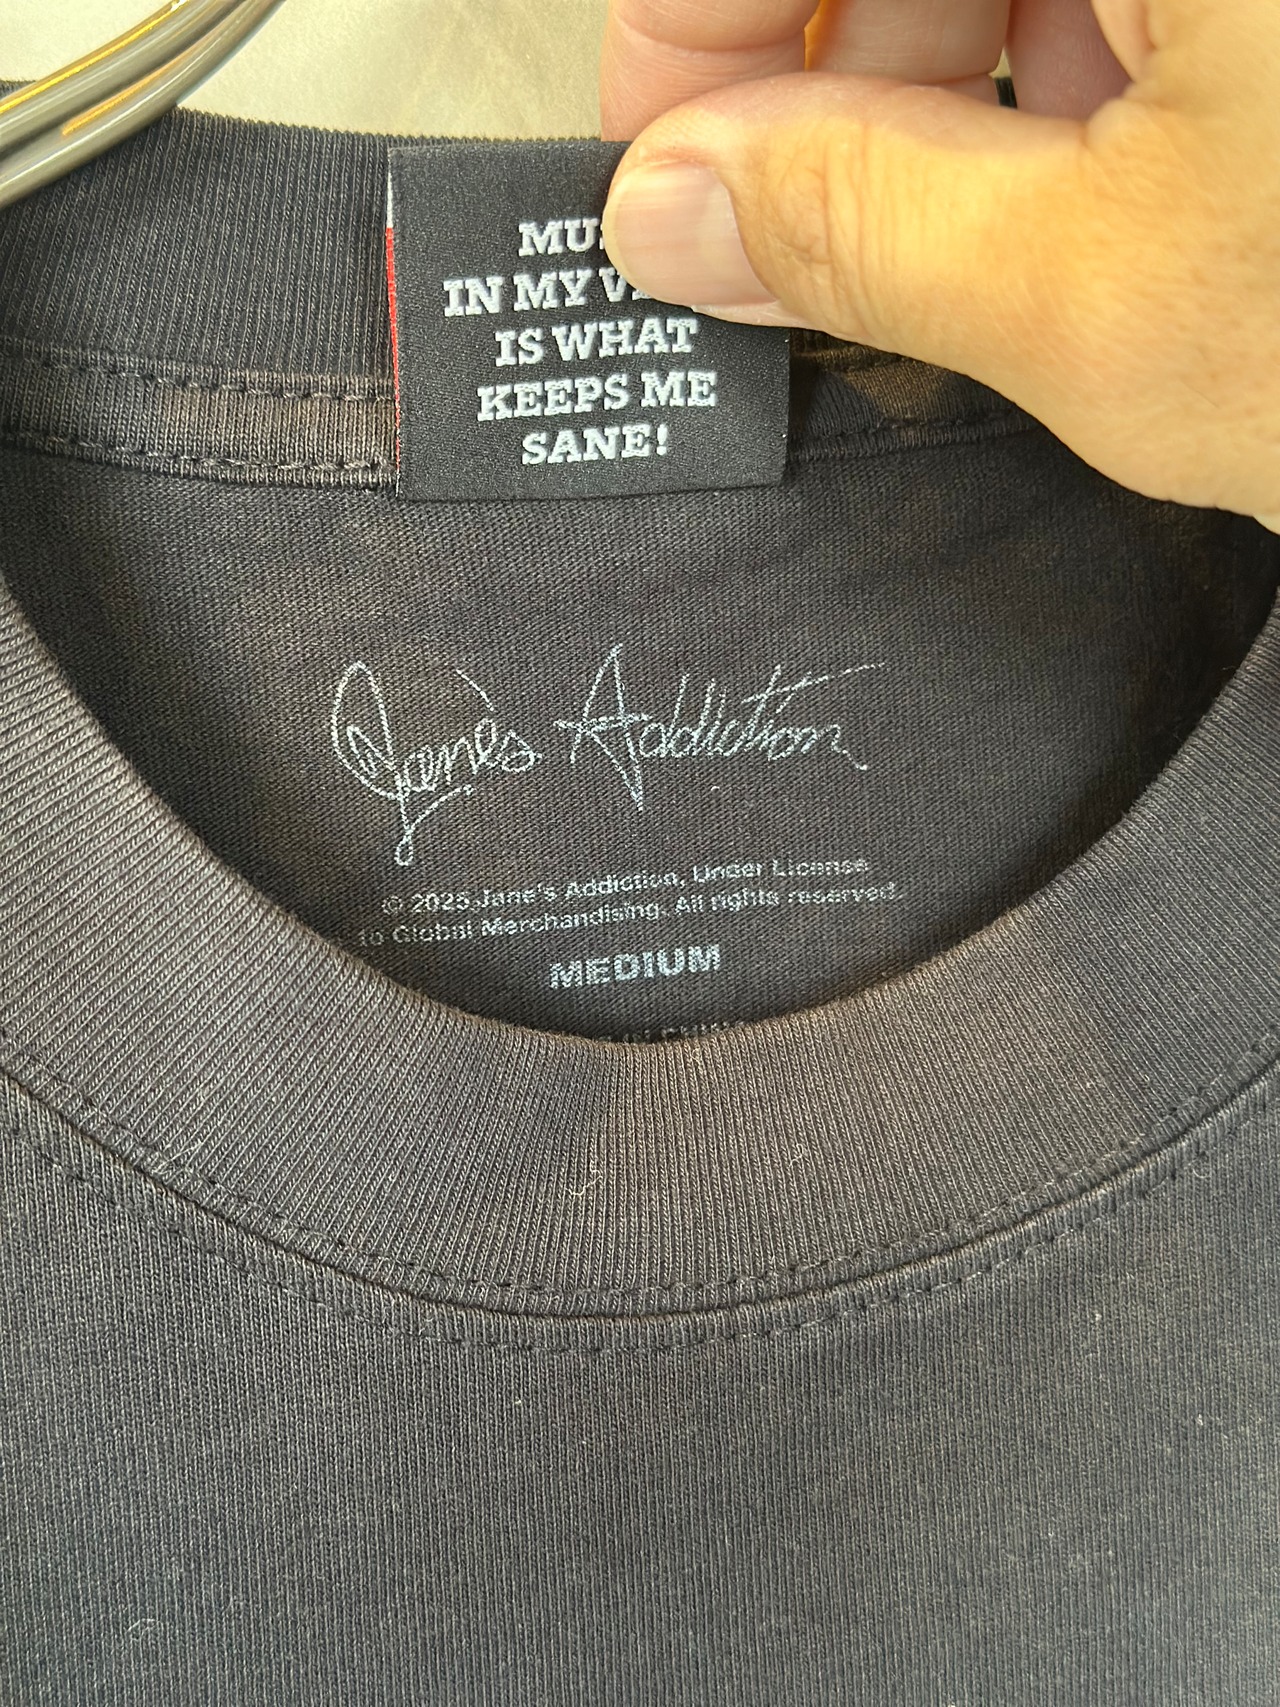 MUS
IN MY V
IS WHAT
KEEPS ME
SANE!
Jane's Addiction
© 2025 Jane's Addiction, Under License
to Global Merchandising. All rights reserved.
MEDIUM